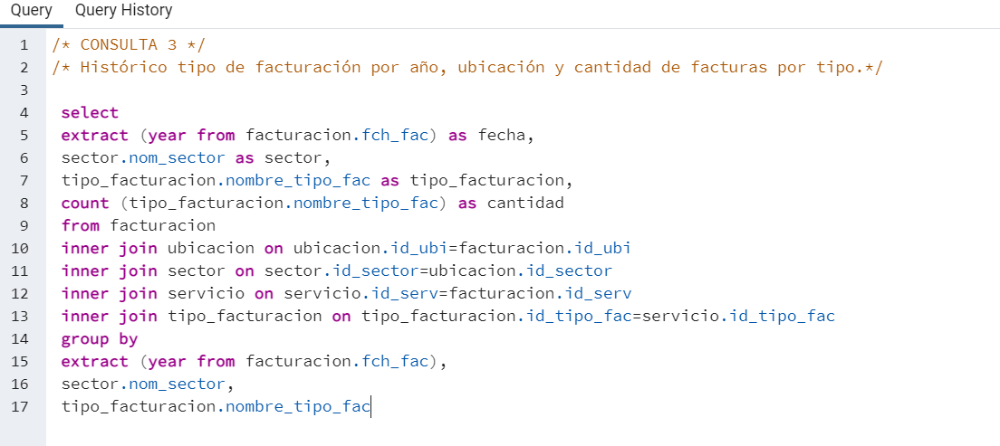 Query Query History
1 /* CONSULTA 3 */
2 /* Histórico tipo de facturación por año, ubicación y cantidad de facturas por tipo.*/
3
4 select
5 extract (year from facturacion.fch_fac) as fecha,
6 sector.nom_sector as sector,
7 tipo_facturacion.nombre_tipo_fac as tipo_facturacion,
8 count (tipo_facturacion.nombre_tipo_fac) as cantidad
9 from facturacion
10 inner join ubicacion on ubicacion.id_ubi=facturacion.id_ubi
11 inner join sector on sector.id_sector=ubicacion.id_sector
12 inner join servicio on servicio.id_serv=facturacion.id_serv
13 inner join tipo_facturacion on tipo_facturacion.id_tipo_fac=servicio.id_tipo_fac
14 group by
15 extract (year from facturacion.fch_fac),
16 sector.nom_sector,
17 tipo_facturacion.nombre_tipo_fac